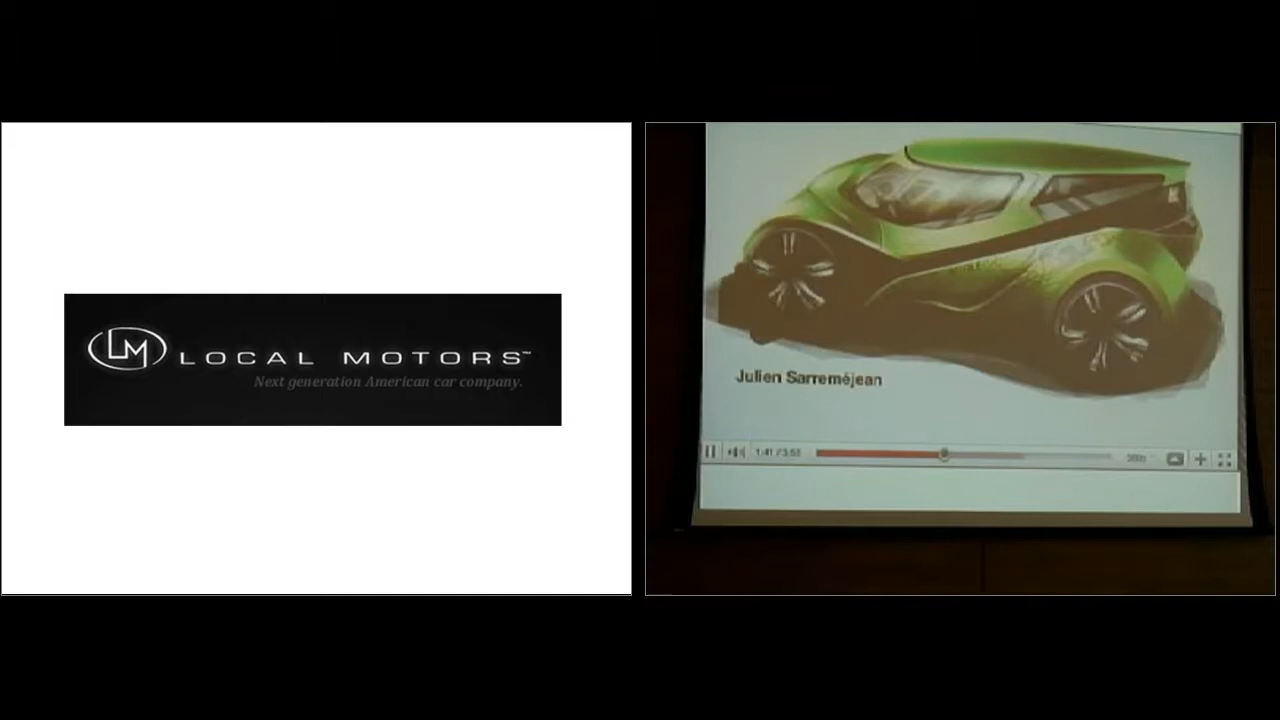 LM LOCAL MOTORS™
Next generation American car company.
Julien Sarreméjean
1:41 / 3:53